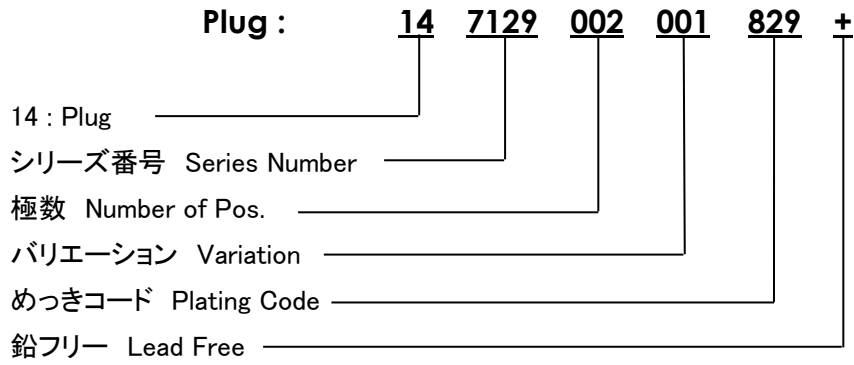 Plug : 14 7129 002 001 829 +
14 : Plug
シリーズ番号 Series Number
極数 Number of Pos.
バリエーション Variation
めっきコード Plating Code
鉛フリー Lead Free